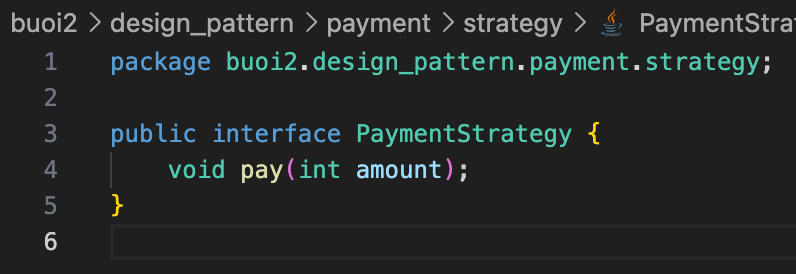 buoi2 > design_pattern > payment > strategy > PaymentStrat
1 package buoi2.design_pattern.payment.strategy;
2
3 public interface PaymentStrategy {
4 void pay(int amount);
5 }
6